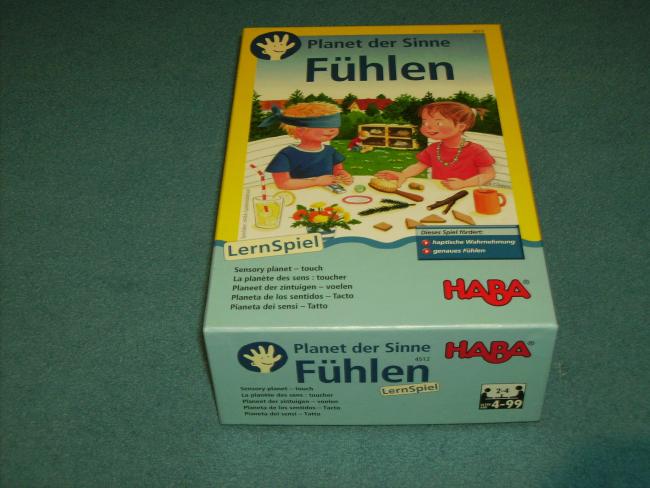 Planet der Sinne
4512
Fühlen
LernSpiel
Dieses Spiel fördert:
haptische Wahrnehmung
genaues Fühlen
Sensory planet – touch
La planète des sens : toucher
Planeet der zintuigen – voelen
Planeta de los sentidos – Tacto
Pianeta dei sensi – Tatto
HABA®
Planet der Sinne
4512
Fühlen
LernSpiel
HABA®
Sensory planet – touch
La planète des sens : toucher
Planeet der zintuigen – voelen
Planeta de los sentidos – Tacto
Pianeta dei sensi – Tatto
2-4
4-99